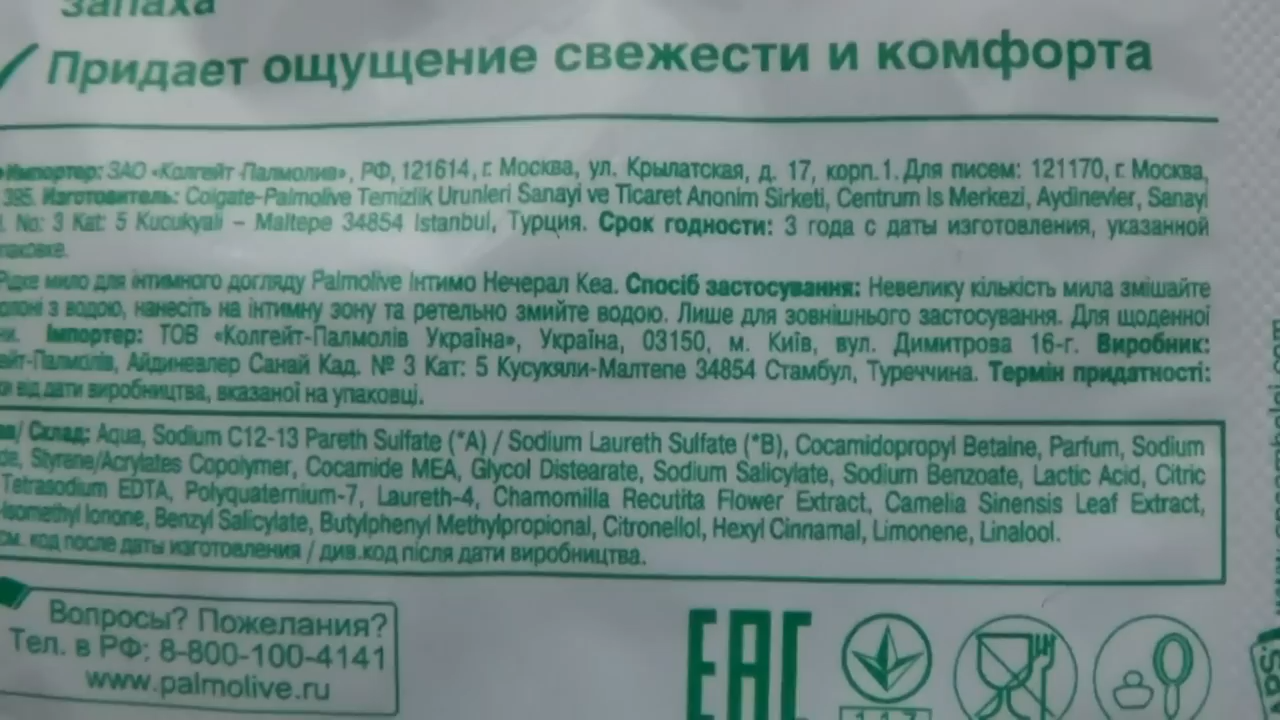 запаха
Придает ощущение свежести и комфорта
Импортер: ЗАО «Колгейт-Палмолив», РФ, 121614, г. Москва, ул. Крылатская, д. 17, корп.1. Для писем: 121170, г. Москва,
395. Изготовитель: Colgate-Palmolive Temizlik Urunleri Sanayi ve Ticaret Anonim Sirketi, Centrum Is Merkezi, Aydinevler, Sanayi
No: 3 Kat: 5 Kucukyali – Maltepe 34854 Istanbul, Турция. Срок годности: 3 года с даты изготовления, указанной
мило для інтимного догляду Palmolive Інтимо Нечерал Кеа. Спосіб застосування: Невелику кількість мила змішайте
з водою, нанесіть на інтимну зону та ретельно змийте водою. Лише для зовнішнього застосування. Для щоденної
Імпортер: ТОВ «Колгейт-Палмолів Україна», Україна, 03150, м. Київ, вул. Димитрова 16-г. Виробник:
Палмолів, Айдиневлер Санай Кад. № 3 Кат: 5 Кусукяли-Малтепе 34854 Стамбул, Туреччина. Термін придатності:
від дати виробництва, вказаної на упаковці.
/ Склад: Aqua, Sodium C12-13 Pareth Sulfate (*A) / Sodium Laureth Sulfate (*B), Cocamidopropyl Betaine, Parfum, Sodium
Styrene/Acrylates Copolymer, Cocamide MEA, Glycol Distearate, Sodium Salicylate, Sodium Benzoate, Lactic Acid, Citric
Tetrasodium EDTA, Polyquaternium-7, Laureth-4, Chamomilla Recutita Flower Extract, Camelia Sinensis Leaf Extract,
-Isomethyl Ionone, Benzyl Salicylate, Butylphenyl Methylpropional, Citronellol, Hexyl Cinnamal, Limonene, Linalool.
см. код после даты изготовления / див.код після дати виробництва.
Вопросы? Пожелания?
Тел. в РФ: 8-800-100-4141
www.palmolive.ru
EAC